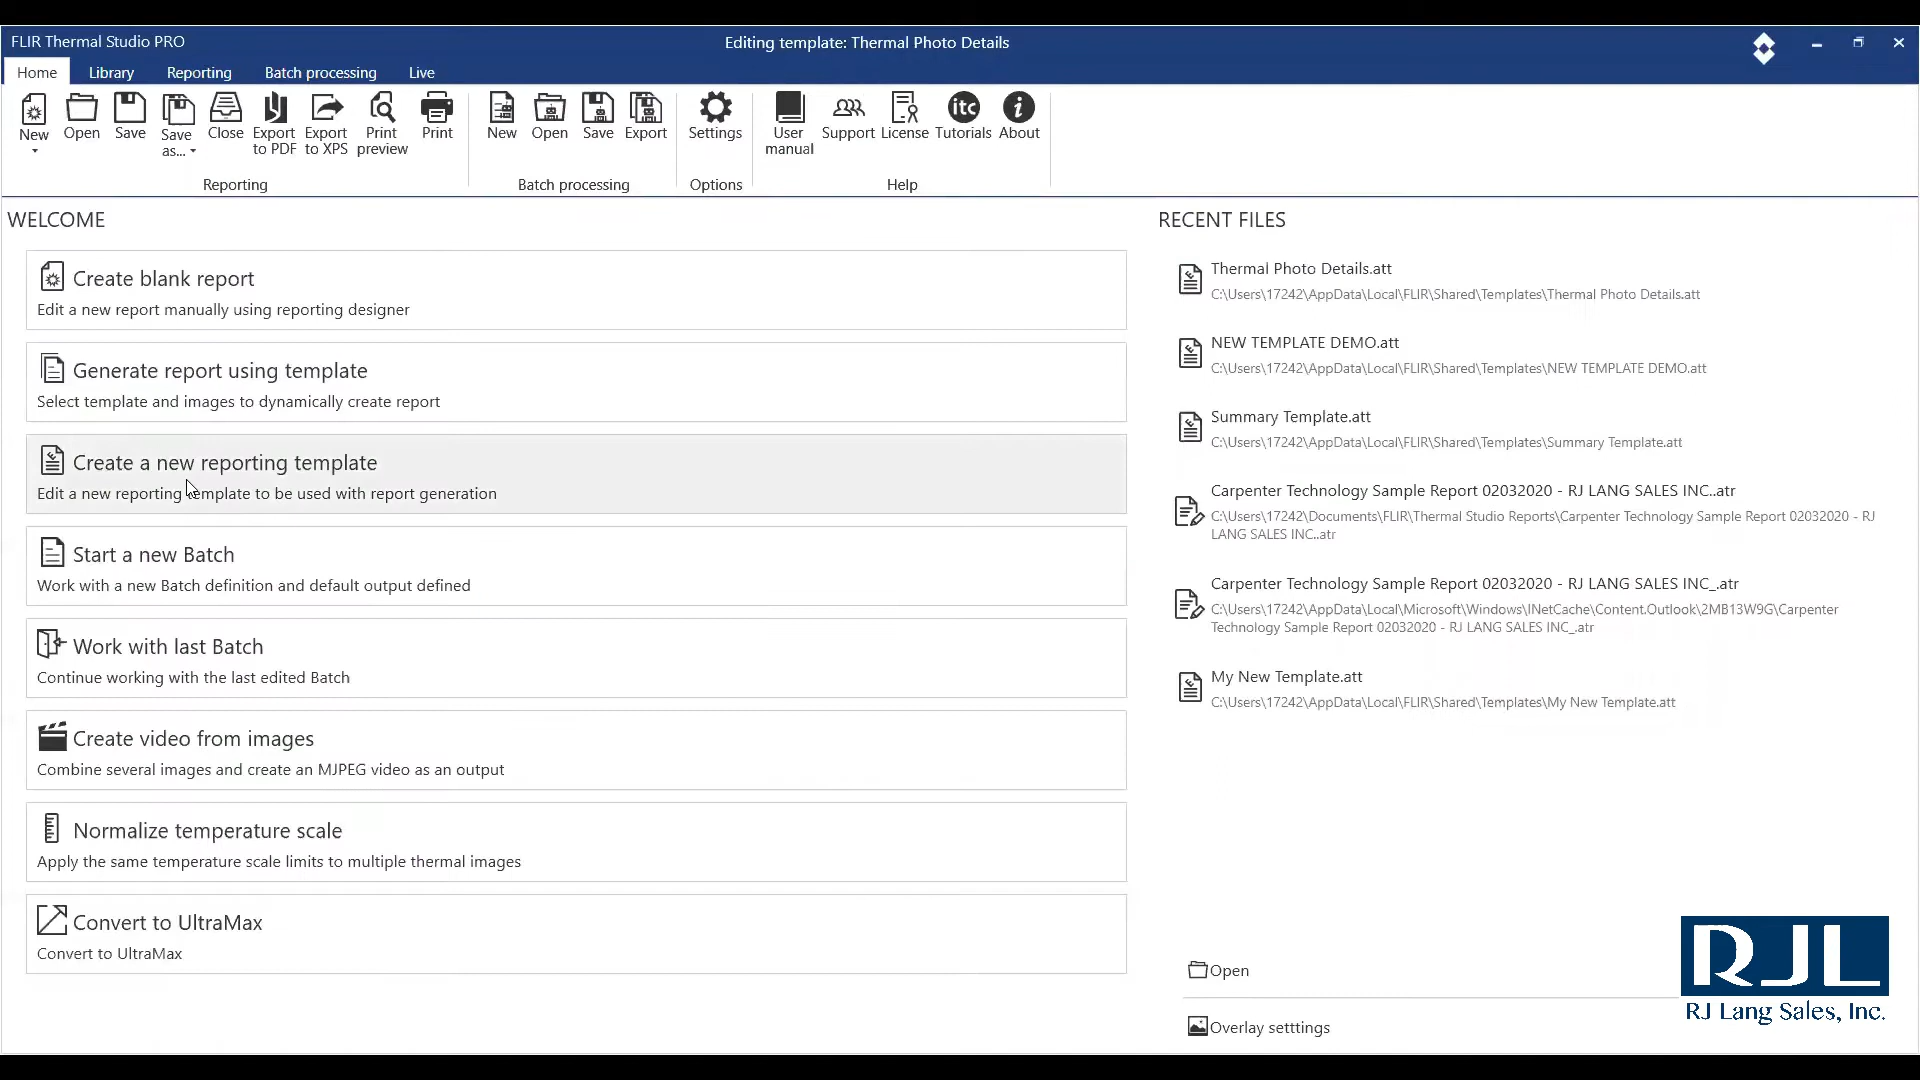 FLIR Thermal Studio PRO
Editing template: Thermal Photo Details
Home Library Reporting Batch processing Live
New Open Save Save as... Close Export to PDF Export to XPS Print preview Print
Reporting
New Open Save Export
Batch processing
Settings
Options
User manual Support License itc Tutorials About
Help
WELCOME
Create blank report
Edit a new report manually using reporting designer
Generate report using template
Select template and images to dynamically create report
Create a new reporting template
Edit a new reporting template to be used with report generation
Start a new Batch
Work with a new Batch definition and default output defined
Work with last Batch
Continue working with the last edited Batch
Create video from images
Combine several images and create an MJPEG video as an output
Normalize temperature scale
Apply the same temperature scale limits to multiple thermal images
Convert to UltraMax
Convert to UltraMax
RECENT FILES
Thermal Photo Details.att
C:\Users\17242\AppData\Local\FLIR\Shared\Templates\Thermal Photo Details.att
NEW TEMPLATE DEMO.att
C:\Users\17242\AppData\Local\FLIR\Shared\Templates\NEW TEMPLATE DEMO.att
Summary Template.att
C:\Users\17242\AppData\Local\FLIR\Shared\Templates\Summary Template.att
Carpenter Technology Sample Report 02032020 - RJ LANG SALES INC..atr
C:\Users\17242\Documents\FLIR\Thermal Studio Reports\Carpenter Technology Sample Report 02032020 - RJ
LANG SALES INC..atr
Carpenter Technology Sample Report 02032020 - RJ LANG SALES INC_.atr
C:\Users\17242\AppData\Local\Microsoft\Windows\INetCache\Content.Outlook\2MB13W9G\Carpenter
Technology Sample Report 02032020 - RJ LANG SALES INC_.atr
My New Template.att
C:\Users\17242\AppData\Local\FLIR\Shared\Templates\My New Template.att
Open
Overlay setttings
RJL
RJ Lang Sales, Inc.